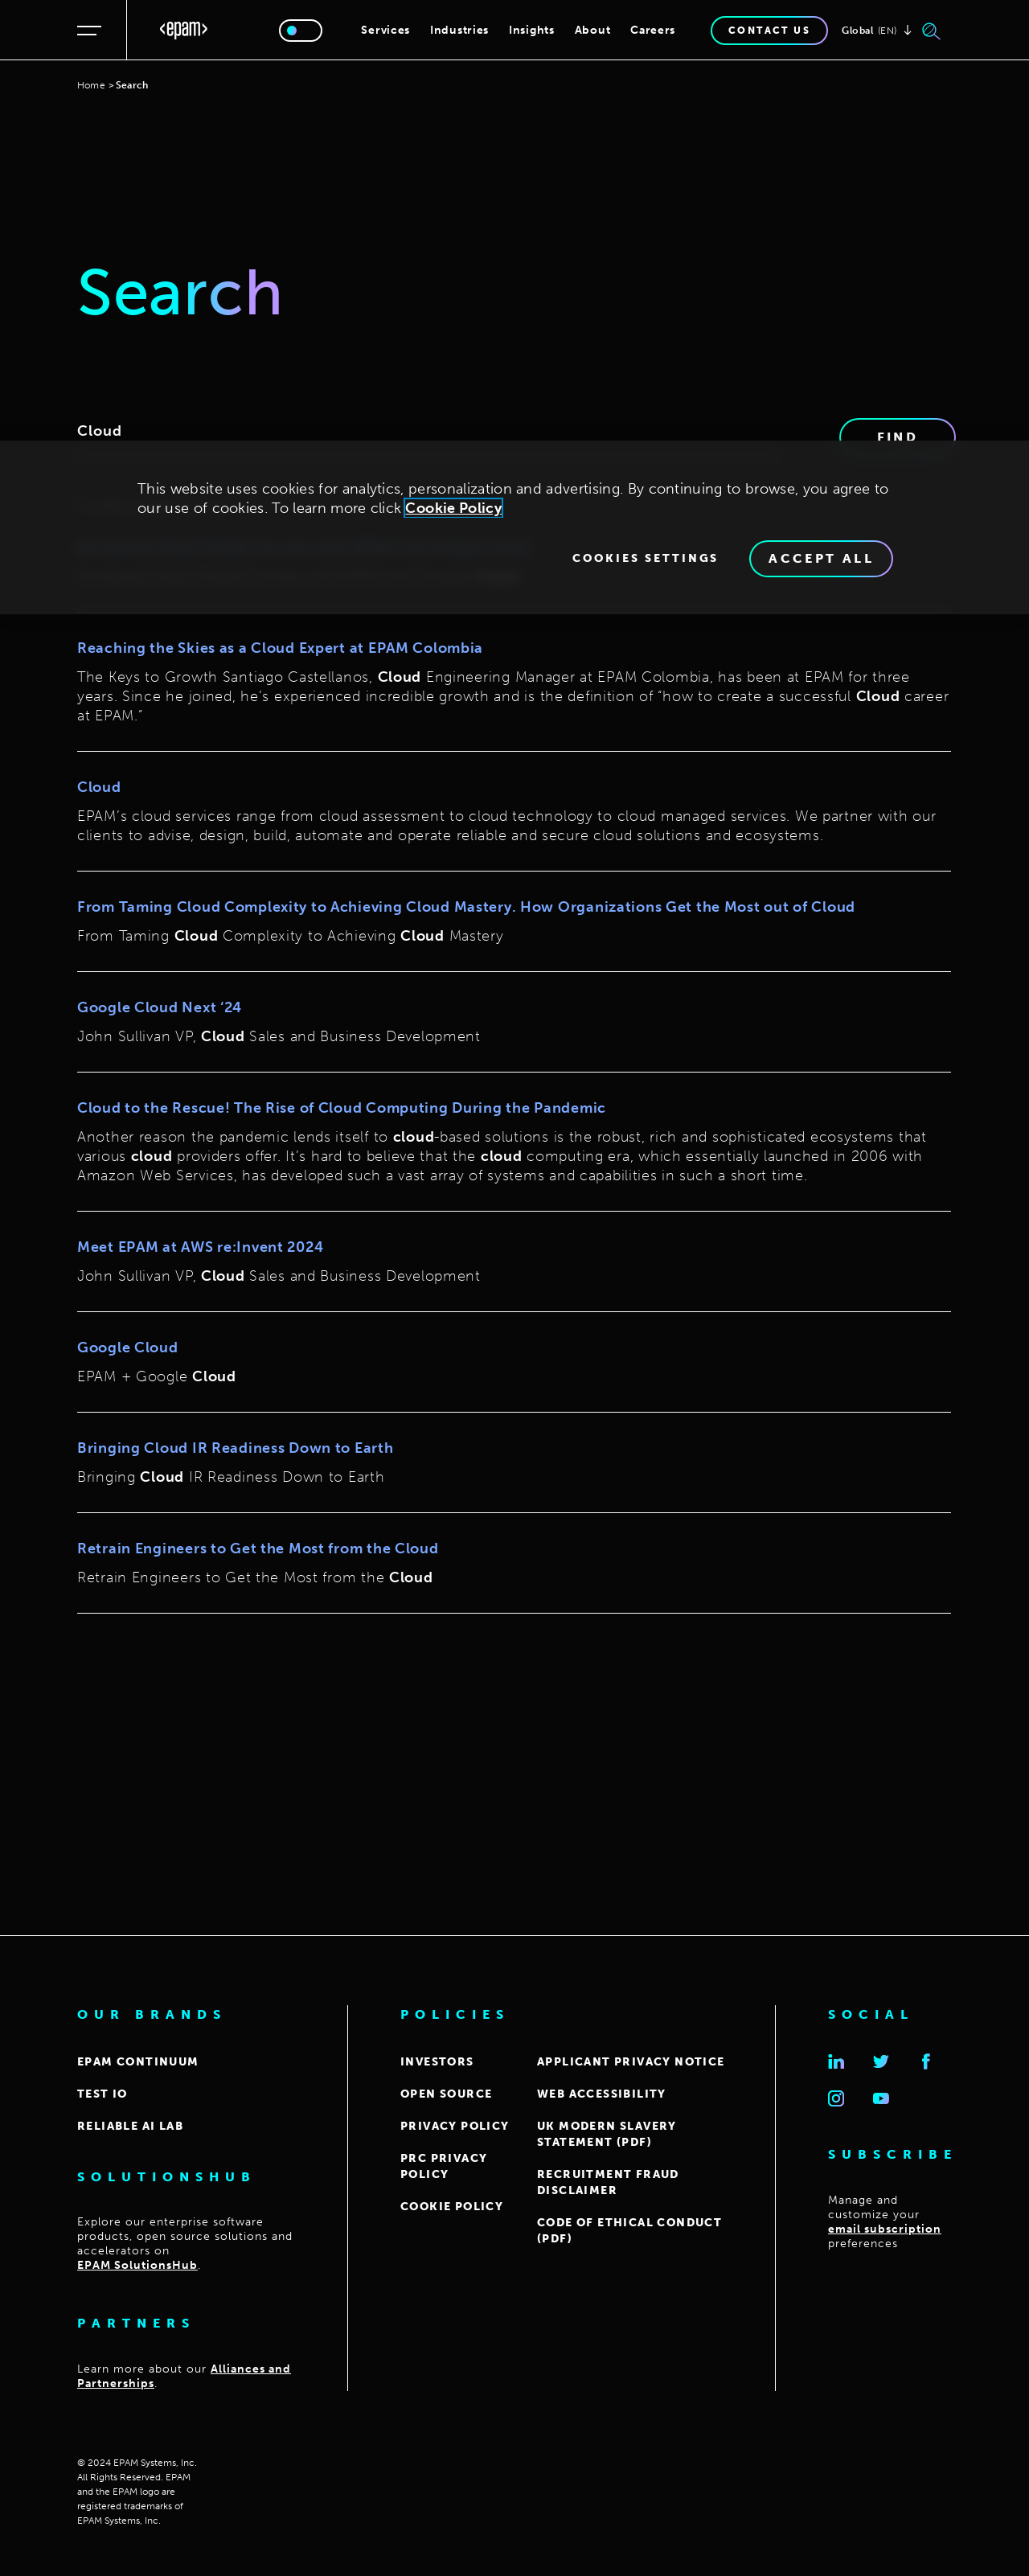 <epam>
Services Industries Insights About Careers CONTACT US Global (EN)
Home > Search
Search
Cloud
FIND
This website uses cookies for analytics, personalization and advertising. By continuing to browse, you agree to
our use of cookies. To learn more click Cookie Policy
COOKIES SETTINGS ACCEPT ALL
Reaching the Skies as a Cloud Expert at EPAM Colombia
The Keys to Growth Santiago Castellanos, Cloud Engineering Manager at EPAM Colombia, has been at EPAM for three
years. Since he joined, he’s experienced incredible growth and is the definition of “how to create a successful Cloud career
at EPAM.”
Cloud
EPAM’s cloud services range from cloud assessment to cloud technology to cloud managed services. We partner with our
clients to advise, design, build, automate and operate reliable and secure cloud solutions and ecosystems.
From Taming Cloud Complexity to Achieving Cloud Mastery. How Organizations Get the Most out of Cloud
From Taming Cloud Complexity to Achieving Cloud Mastery
Google Cloud Next ‘24
John Sullivan VP, Cloud Sales and Business Development
Cloud to the Rescue! The Rise of Cloud Computing During the Pandemic
Another reason the pandemic lends itself to cloud-based solutions is the robust, rich and sophisticated ecosystems that
various cloud providers offer. It’s hard to believe that the cloud computing era, which essentially launched in 2006 with
Amazon Web Services, has developed such a vast array of systems and capabilities in such a short time.
Meet EPAM at AWS re:Invent 2024
John Sullivan VP, Cloud Sales and Business Development
Google Cloud
EPAM + Google Cloud
Bringing Cloud IR Readiness Down to Earth
Bringing Cloud IR Readiness Down to Earth
Retrain Engineers to Get the Most from the Cloud
Retrain Engineers to Get the Most from the Cloud
OUR BRANDS
EPAM CONTINUUM
TEST IO
RELIABLE AI LAB
SOLUTIONSHUB
Explore our enterprise software
products, open source solutions and
accelerators on
EPAM SolutionsHub.
PARTNERS
Learn more about our Alliances and
Partnerships.
POLICIES
INVESTORS
OPEN SOURCE
PRIVACY POLICY
PRC PRIVACY
POLICY
COOKIE POLICY
APPLICANT PRIVACY NOTICE
WEB ACCESSIBILITY
UK MODERN SLAVERY
STATEMENT (PDF)
RECRUITMENT FRAUD
DISCLAIMER
CODE OF ETHICAL CONDUCT
(PDF)
SOCIAL
SUBSCRIBE
Manage and
customize your
email subscription
preferences
© 2024 EPAM Systems, Inc.
All Rights Reserved. EPAM
and the EPAM logo are
registered trademarks of
EPAM Systems, Inc.